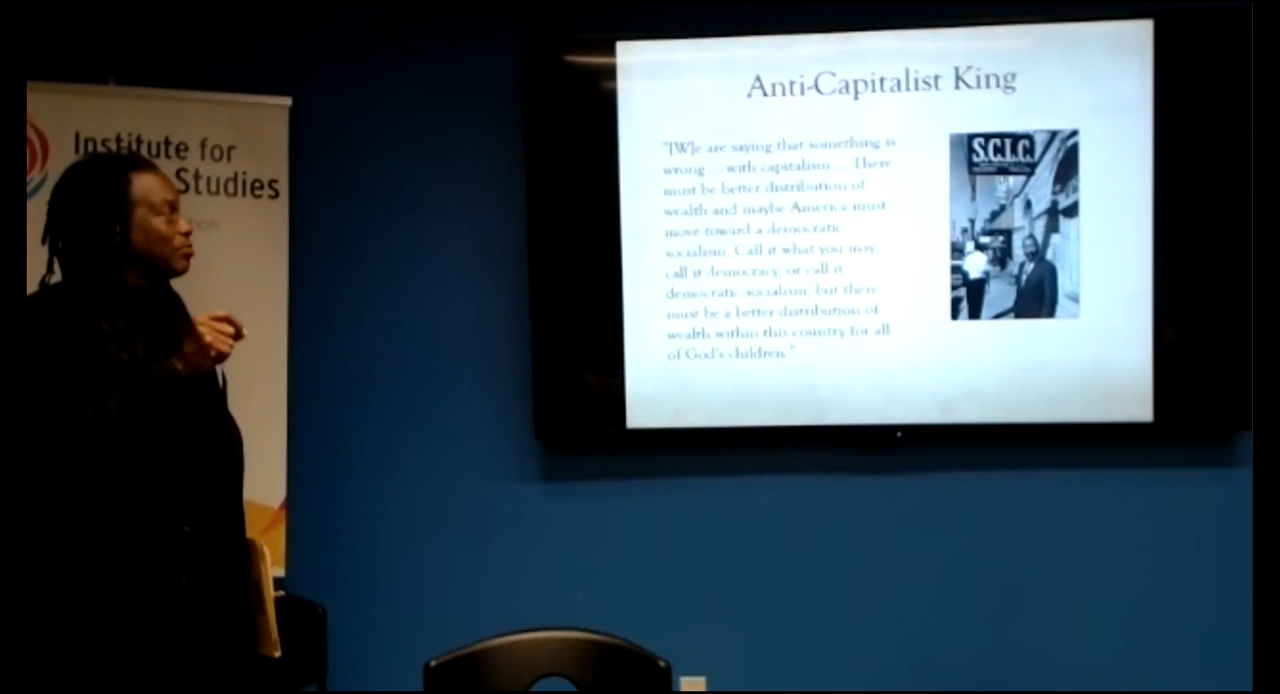 Institute for
Studies
Anti-Capitalist King
"[W]e are saying that something is
wrong ... with capitalism.... There
must be better distribution of
wealth and maybe America must
move toward a democratic
socialism. Call it what you may,
call it democracy, or call it
democratic socialism, but there
must be a better distribution of
wealth within this country for all
of God's children."
S.C.L.C.